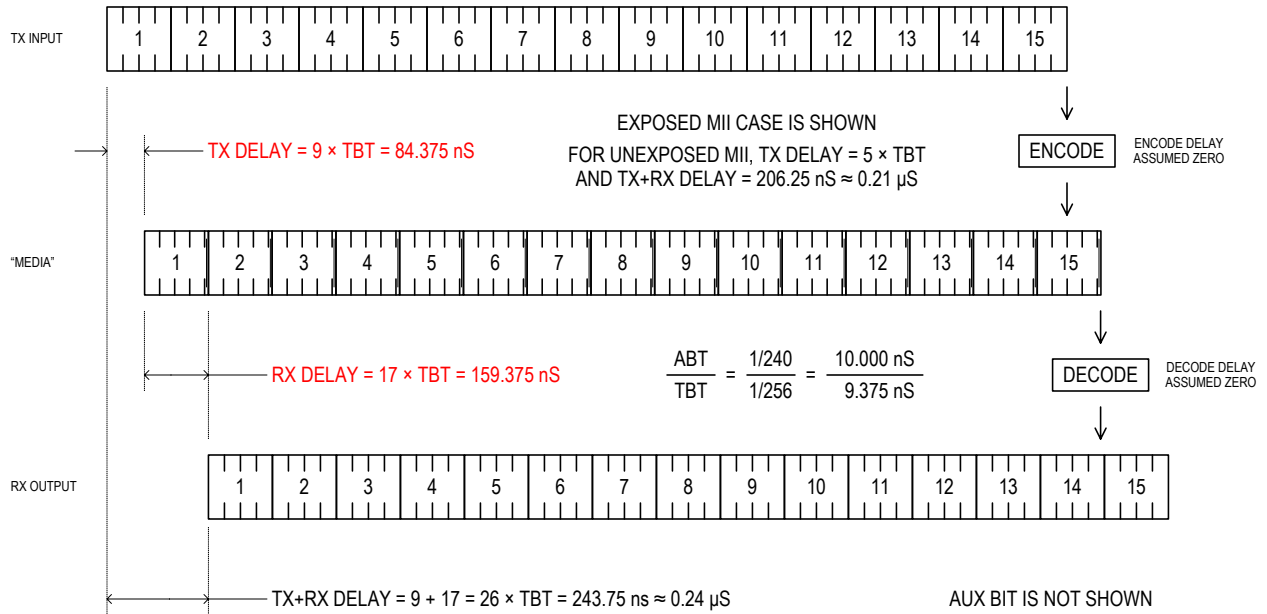 TX INPUT
1 2 3 4 5 6 7 8 9 10 11 12 13 14 15
EXPOSED MII CASE IS SHOWN
TX DELAY = 9 × TBT = 84.375 nS
FOR UNEXPOSED MII, TX DELAY = 5 × TBT
AND TX+RX DELAY = 206.25 nS ≈ 0.21 µS
ENCODE
ENCODE DELAY
ASSUMED ZERO
"MEDIA"
1 2 3 4 5 6 7 8 9 10 11 12 13 14 15
RX DELAY = 17 × TBT = 159.375 nS
ABT 1/240 10.000 nS
= =
TBT 1/256 9.375 nS
DECODE
DECODE DELAY
ASSUMED ZERO
RX OUTPUT
1 2 3 4 5 6 7 8 9 10 11 12 13 14 15
TX+RX DELAY = 9 + 17 = 26 × TBT = 243.75 ns ≈ 0.24 µS
AUX BIT IS NOT SHOWN